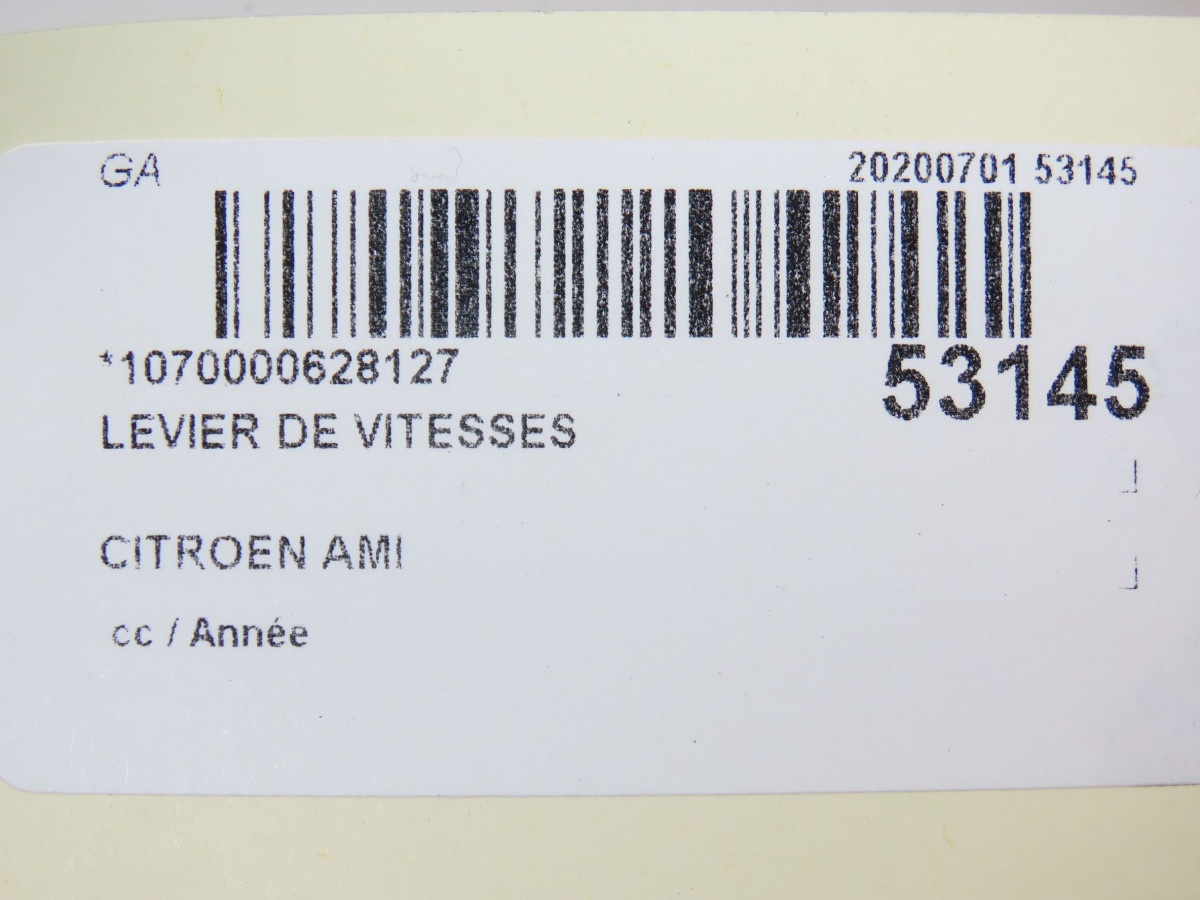 GA 20200701 53145
*1070000628127 53145
LEVIER DE VITESSES
CITROEN AMI
cc / Année